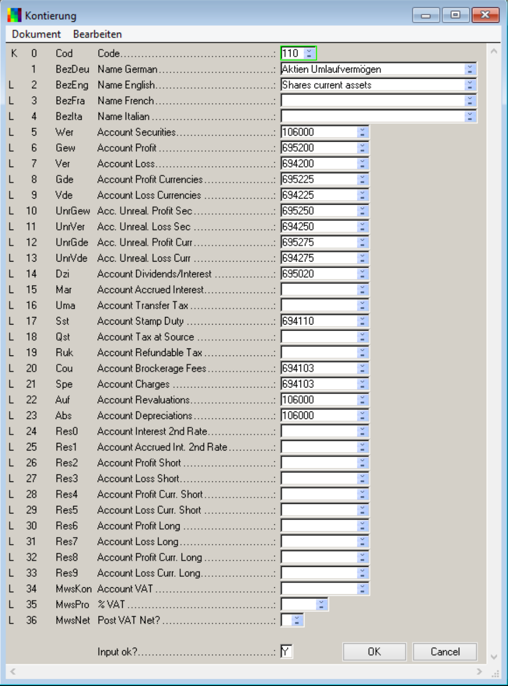 Kontierung
Dokument Bearbeiten
K 0 Cod Code.............................................: 110
1 BezDeu Name German...............................: Aktien Umlaufvermögen
L 2 BezEng Name English................................: Shares current assets
L 3 BezFra Name French.................................:
L 4 BezIta Name Italian...................................:
L 5 Wer Account Securities...........................: 106000
L 6 Gew Account Profit..................................: 695200
L 7 Ver Account Loss...................................: 694200
L 8 Gde Account Profit Currencies..................: 695225
L 9 Vde Account Loss Currencies...................: 694225
L 10 UnrGew Acc. Unreal. Profit Sec.....................: 695250
L 11 UnrVer Acc. Unreal. Loss Sec......................: 694250
L 12 UnrGde Acc. Unreal. Profit Curr....................: 695275
L 13 UnrVde Acc. Unreal. Loss Curr.....................: 694275
L 14 Dzi Account Dividends/Interest................: 695020
L 15 Mar Account Accrued Interest..................:
L 16 Uma Account Transfer Tax.......................:
L 17 Sst Account Stamp Duty.........................: 694110
L 18 Qst Account Tax at Source.....................:
L 19 Ruk Account Refundable Tax...................:
L 20 Cou Account Brockerage Fees.................: 694103
L 21 Spe Account Charges.............................: 694103
L 22 Auf Account Revaluations.......................: 106000
L 23 Abs Account Depreciations......................: 106000
L 24 Res0 Account Interest 2nd Rate..................:
L 25 Res1 Account Accrued Int. 2nd Rate............:
L 26 Res2 Account Profit Short.........................:
L 27 Res3 Account Loss Short..........................:
L 28 Res4 Account Profit Curr. Short..................:
L 29 Res5 Account Loss Curr. Short...................:
L 30 Res6 Account Profit Long..........................:
L 31 Res7 Account Loss Long...........................:
L 32 Res8 Account Profit Curr. Long...................:
L 33 Res9 Account Loss Curr. Long....................:
L 34 MwsKon Account VAT.................................:
L 35 MwsPro % VAT...........................................:
L 36 MwsNet Post VAT Net?..............................:
Input ok?.........................................: Y OK Cancel